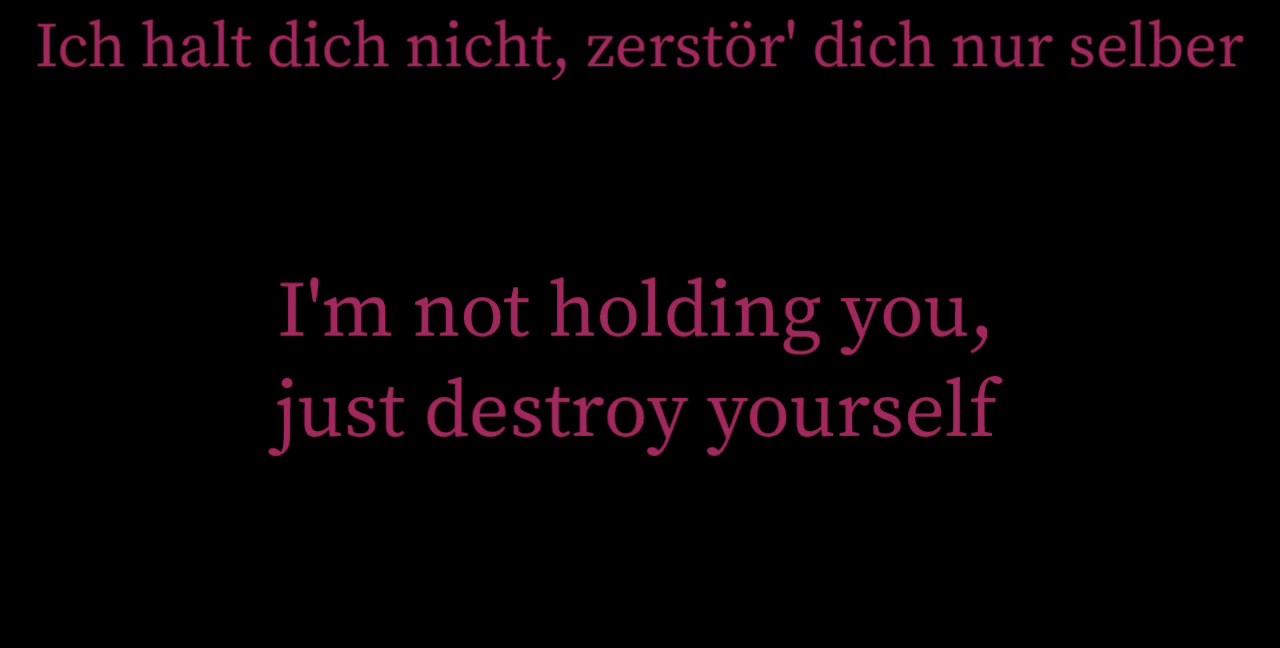 Ich halt dich nicht, zerstör' dich nur selber
I'm not holding you,
just destroy yourself